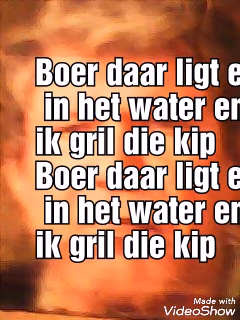 Boer daar ligt e
in het water en
ik gril die kip
Boer daar ligt e
in het water en
ik gril die kip
Made with
VideoShow